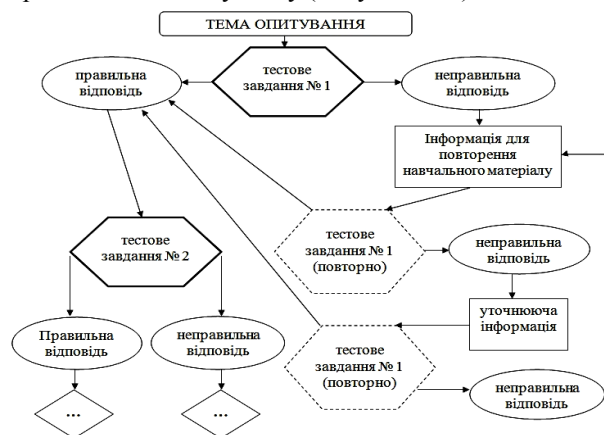 ТЕМА ОПИТУВАННЯ
правильна
відповідь
тестове
завдання № 1
неправильна
відповідь
Інформація для
повторення
навчального матеріалу
тестове
завдання № 2
тестове
завдання № 1
(повторно)
неправильна
відповідь
уточнююча
інформація
Правильна
відповідь
неправильна
відповідь
тестове
завдання № 1
(повторно)
неправильна
відповідь
...
...